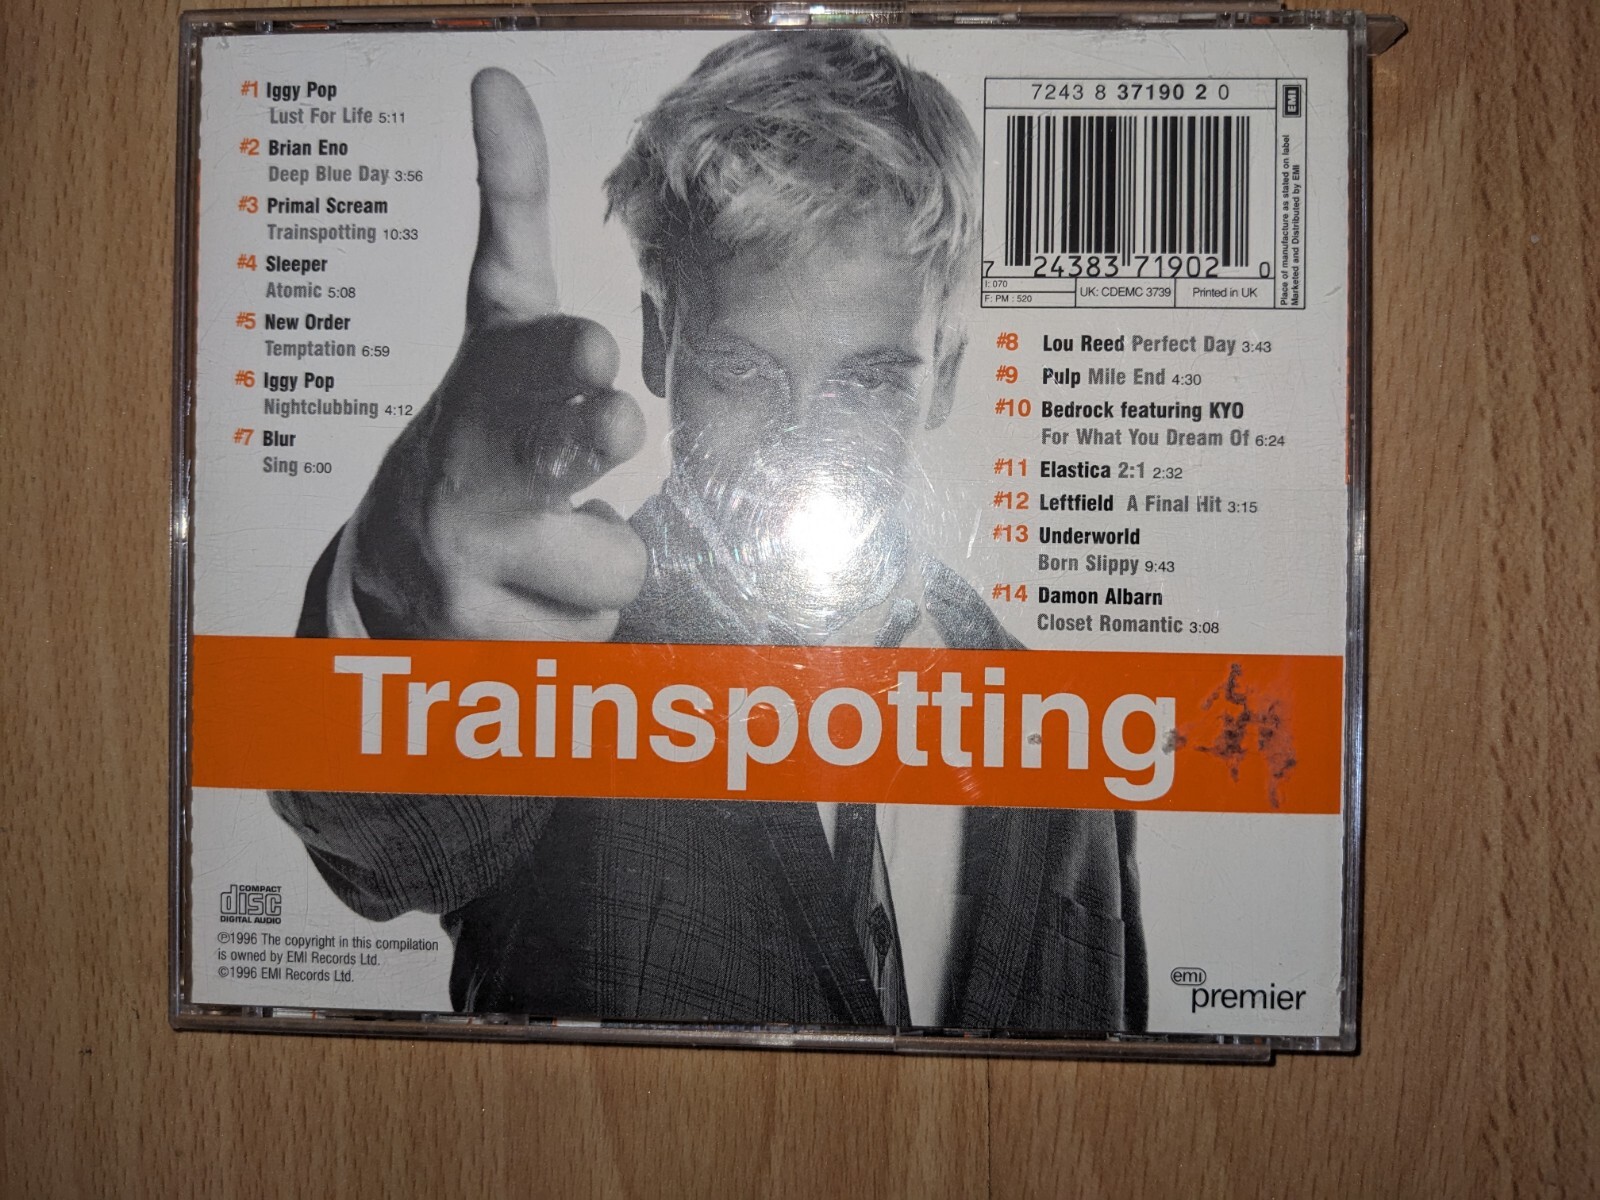 #1 Iggy Pop
Lust For Life 5:11
#2 Brian Eno
Deep Blue Day 3:56
#3 Primal Scream
Trainspotting 10:33
#4 Sleeper
Atomic 5:08
#5 New Order
Temptation 6:59
#6 Iggy Pop
Nightclubbing 4:12
#7 Blur
Sing 6:00
7243 8 37190 2 0
EMI
Place of manufacture as stated on label
Marketed and Distributed by EMI
7 24383 71902 0
I: 070
F: PM : 520
UK: CDEMC 3739
Printed in UK
#8 Lou Reed Perfect Day 3:43
#9 Pulp Mile End 4:30
#10 Bedrock featuring KYO
For What You Dream Of 6:24
#11 Elastica 2:1 2:32
#12 Leftfield A Final Hit 3:15
#13 Underworld
Born Slippy 9:43
#14 Damon Albarn
Closet Romantic 3:08
Trainspotting
COMPACT
disc
DIGITAL AUDIO
℗1996 The copyright in this compilation
is owned by EMI Records Ltd.
©1996 EMI Records Ltd.
emi
premier